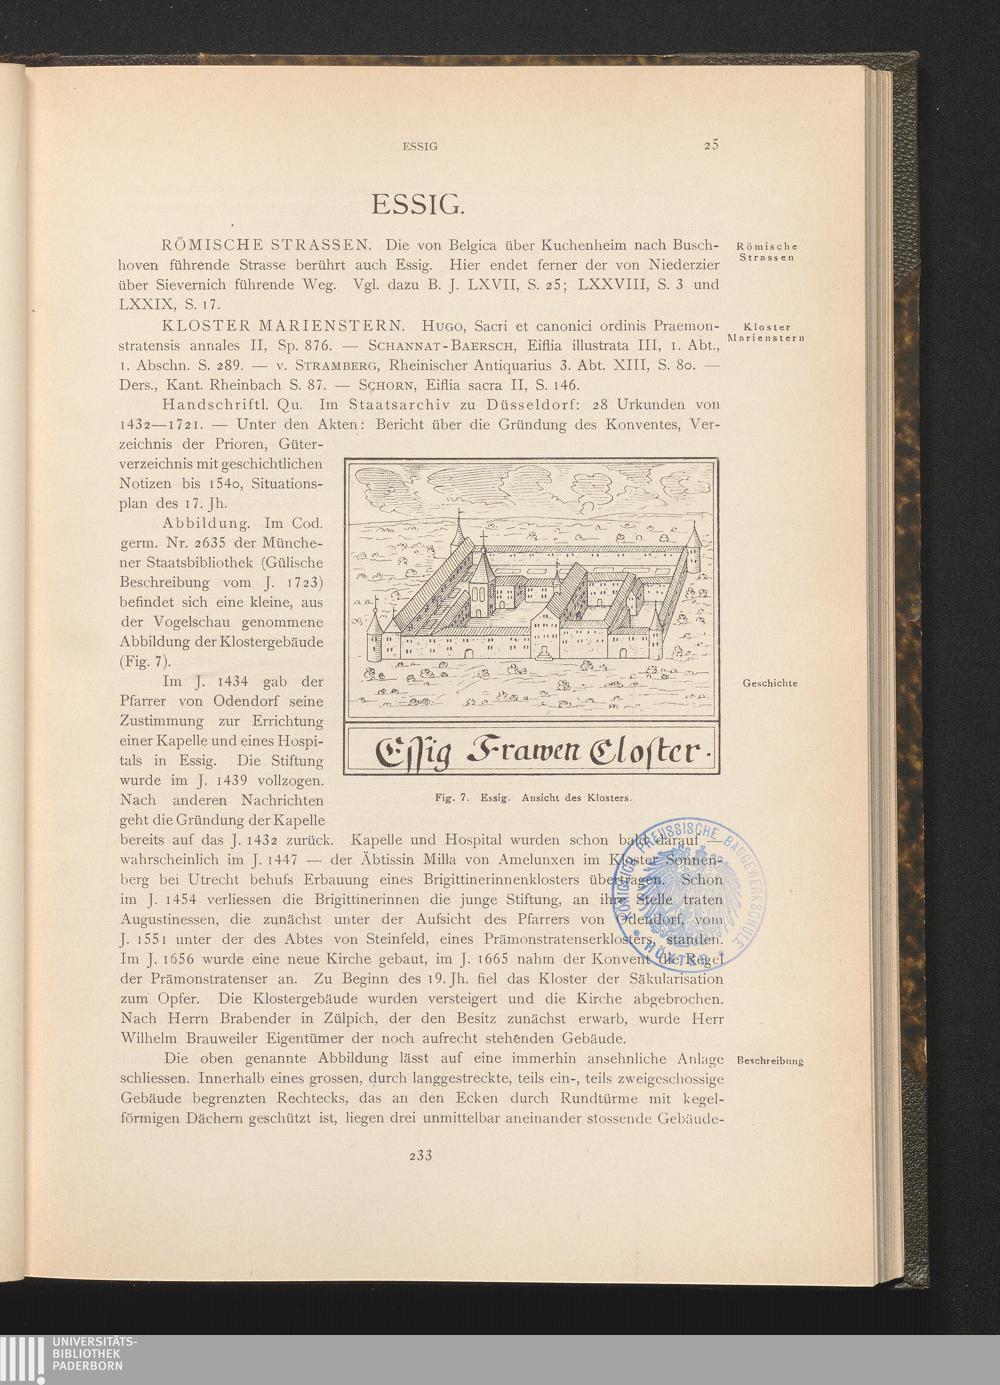 ESSIG 25
ESSIG.
RÖMISCHE STRASSEN. Die von Belgica über Kuchenheim nach Busch-
hoven führende Strasse berührt auch Essig. Hier endet ferner der von Niederzier
über Sievernich führende Weg. Vgl. dazu B. J. LXVII, S. 25; LXXVIII, S. 3 und
LXXIX, S. 17.
Römische
Strassen
KLOSTER MARIENSTERN. HUGO, Sacri et canonici ordinis Praemon-
stratensis annales II, Sp. 876. — SCHANNAT-BAERSCH, Eiflia illustrata III, 1. Abt.,
1. Abschn. S. 289. — v. STRAMBERG, Rheinischer Antiquarius 3. Abt. XIII, S. 80. —
Ders., Kant. Rheinbach S. 87. — SCHORN, Eiflia sacra II, S. 146.
Kloster
Marienstern
Handschriftl. Qu. Im Staatsarchiv zu Düsseldorf: 28 Urkunden von
1432—1721. — Unter den Akten: Bericht über die Gründung des Konventes, Ver-
zeichnis der Prioren, Güter-
verzeichnis mit geschichtlichen
Notizen bis 1540, Situations-
plan des 17. Jh.
Abbildung. Im Cod.
germ. Nr. 2635 der Münche-
ner Staatsbibliothek (Gülische
Beschreibung vom J. 1723)
befindet sich eine kleine, aus
der Vogelschau genommene
Abbildung der Klostergebäude
(Fig. 7).
Im J. 1434 gab der
Pfarrer von Odendorf seine
Zustimmung zur Errichtung
einer Kapelle und eines Hospi-
tals in Essig. Die Stiftung
wurde im J. 1439 vollzogen.
Nach anderen Nachrichten
geht die Gründung der Kapelle
Geschichte
Essig Frawen Closter.
Fig. 7. Essig. Ansicht des Klosters.
bereits auf das J. 1432 zurück. Kapelle und Hospital wurden schon bald darauf —
wahrscheinlich im J. 1447 — der Äbtissin Milla von Amelunxen im Kloster Sonnen-
berg bei Utrecht behufs Erbauung eines Brigittinerinnenklosters übertragen. Schon
im J. 1454 verliessen die Brigittinerinnen die junge Stiftung, an ihre Stelle traten
Augustinessen, die zunächst unter der Aufsicht des Pfarrers von Odendorf, vom
J. 1551 unter der des Abtes von Steinfeld, eines Prämonstratenserklosters, standen.
Im J. 1656 wurde eine neue Kirche gebaut, im J. 1665 nahm der Konvent die Regel
der Prämonstratenser an. Zu Beginn des 19. Jh. fiel das Kloster der Säkularisation
zum Opfer. Die Klostergebäude wurden versteigert und die Kirche abgebrochen.
Nach Herrn Brabender in Zülpich, der den Besitz zunächst erwarb, wurde Herr
Wilhelm Brauweiler Eigentümer der noch aufrecht stehenden Gebäude.
KÖNIGLICH PREUSSISCHE BAUGEWERKSCHULE
* HÖXTER *
Die oben genannte Abbildung lässt auf eine immerhin ansehnliche Anlage
schliessen. Innerhalb eines grossen, durch langgestreckte, teils ein-, teils zweigeschossige
Gebäude begrenzten Rechtecks, das an den Ecken durch Rundtürme mit kegel-
förmigen Dächern geschützt ist, liegen drei unmittelbar aneinander stossende Gebäude-
Beschreibung
233
UNIVERSITÄTS-
BIBLIOTHEK
PADERBORN